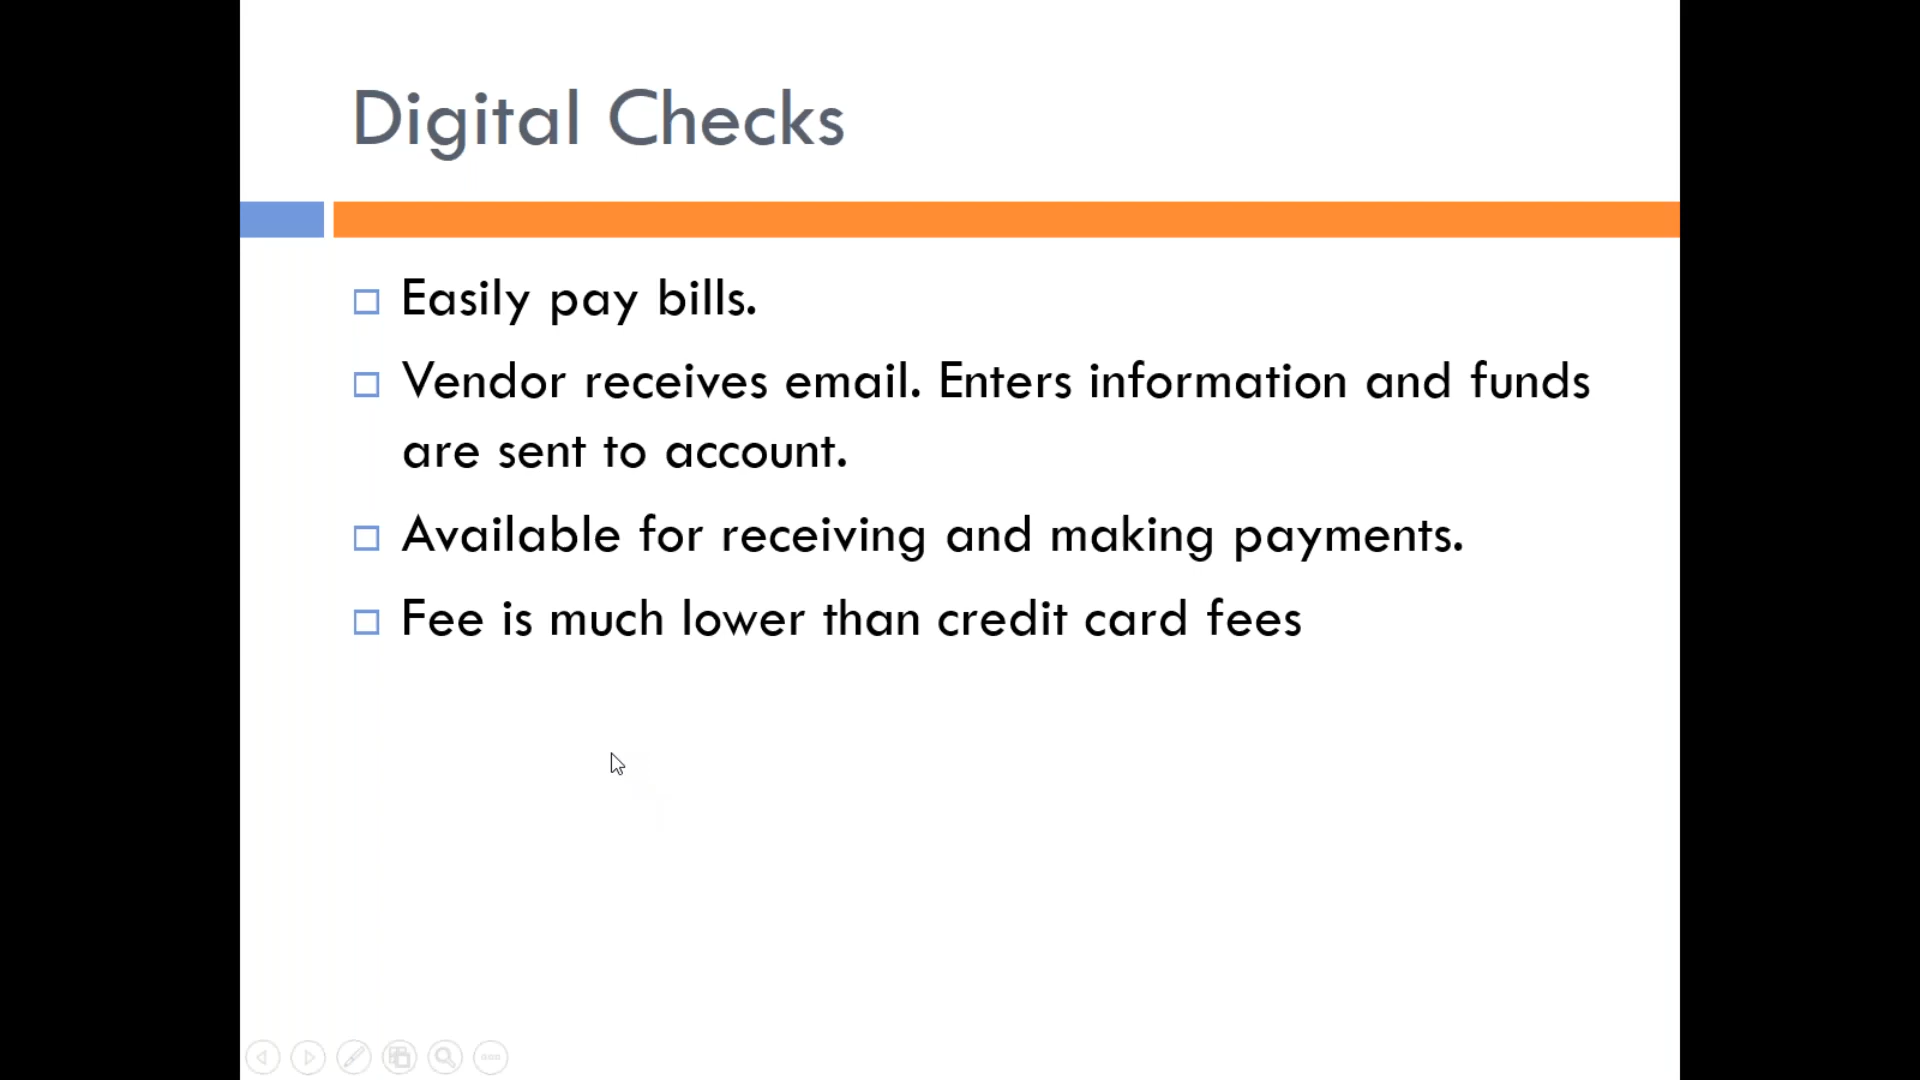 Digital Checks
Easily pay bills.
Vendor receives email. Enters information and funds
are sent to account.
Available for receiving and making payments.
Fee is much lower than credit card fees